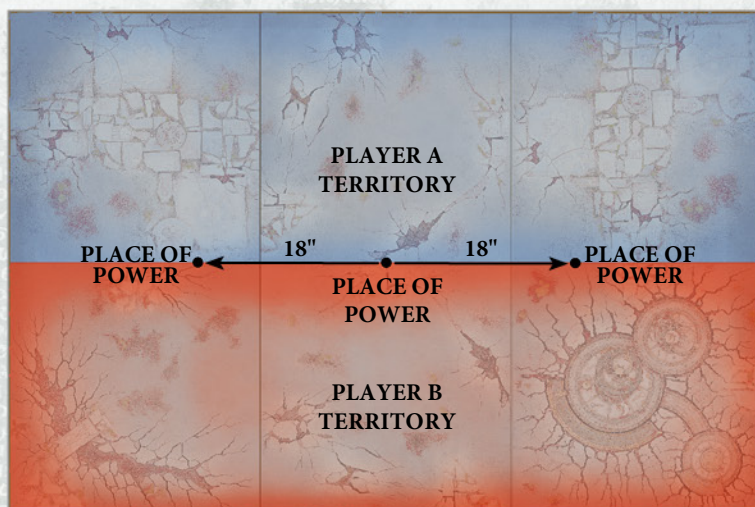 PLAYER A
TERRITORY
18"
18"
PLACE OF
POWER
PLACE OF
POWER
PLACE OF
POWER
PLAYER B
TERRITORY